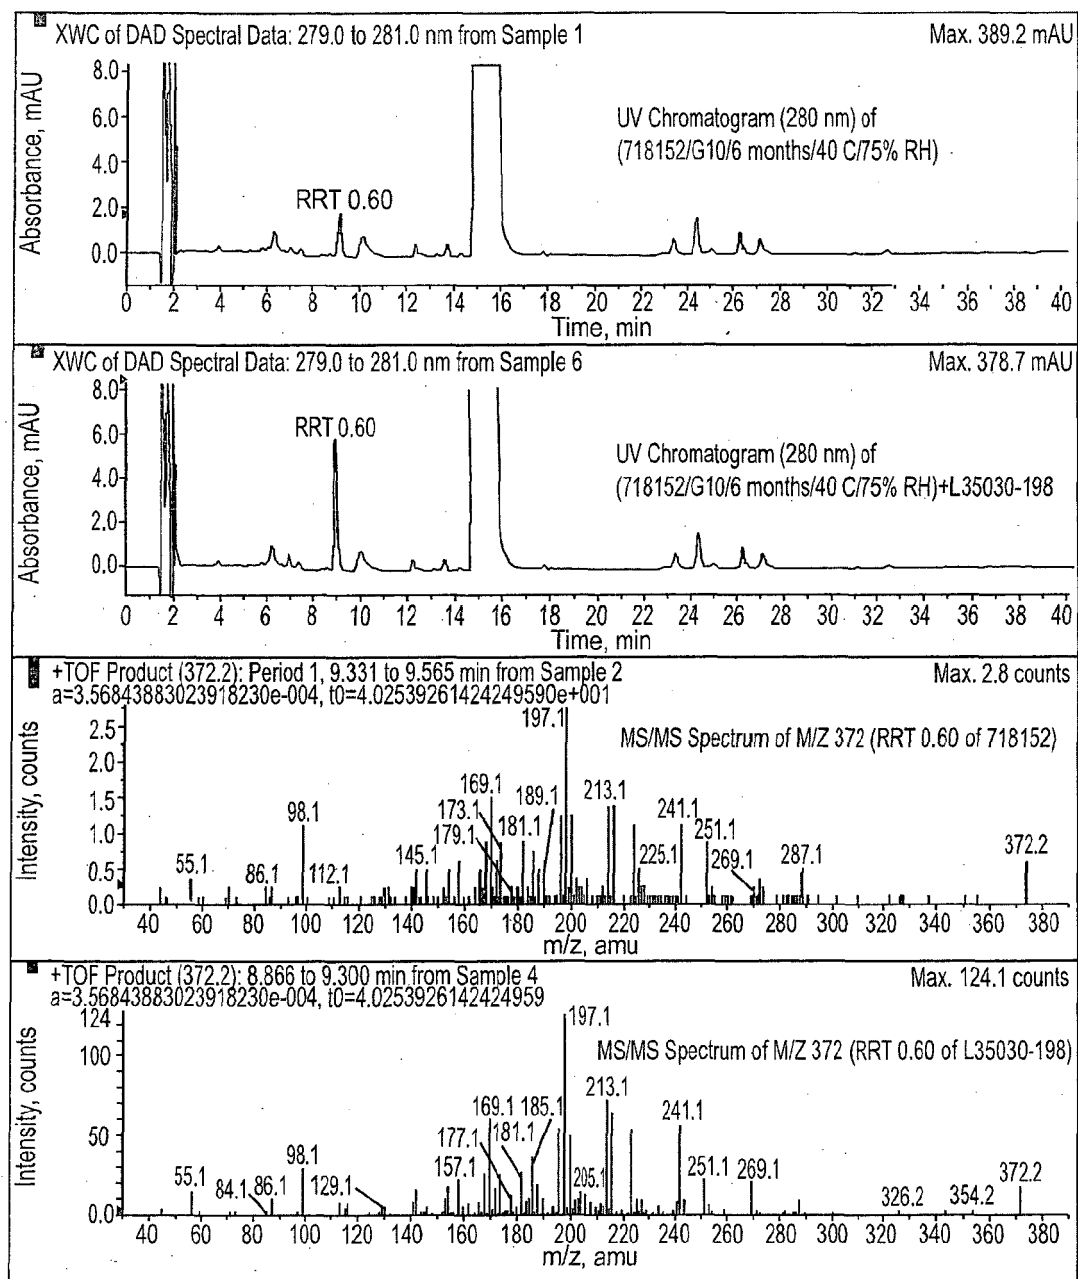 XWC of DAD Spectral Data: 279.0 to 281.0 nm from Sample 1 Max. 389.2 mAU
8.0
6.0
4.0
2.0
0.0
Absorbance, mAU
UV Chromatogram (280 nm) of
(718152/G10/6 months/40 C/75% RH)
RRT 0.60
0 2 4 6 8 10 12 14 16 18 20 22 24 26 28 30 32 34 36 38 40
Time, min
XWC of DAD Spectral Data: 279.0 to 281.0 nm from Sample 6 Max. 378.7 mAU
8.0
6.0
4.0
2.0
0.0
Absorbance, mAU
RRT 0.60
UV Chromatogram (280 nm) of
(718152/G10/6 months/40 C/75% RH)+L35030-198
0 2 4 6 8 10 12 14 16 18 20 22 24 26 28 30 32 34 36 38 40
Time, min
+TOF Product (372.2): Period 1, 9.331 to 9.565 min from Sample 2 Max. 2.8 counts
a=3.56843883023918230e-004, t0=4.02539261424249590e+001
2.5
2.0
1.5
1.0
0.5
0.0
Intensity, counts
MS/MS Spectrum of M/Z 372 (RRT 0.60 of 718152)
55.1 86.1 98.1 112.1 145.1 169.1 173.1 179.1 181.1 189.1 197.1 213.1 225.1 241.1 251.1 269.1 287.1 372.2
40 60 80 100 120 140 160 180 200 220 240 260 280 300 320 340 360 380
m/z, amu
+TOF Product (372.2): 8.866 to 9.300 min from Sample 4 Max. 124.1 counts
a=3.56843883023918230e-004, t0=4.0253926142424959
124
100
50
0.0
Intensity, counts
MS/MS Spectrum of M/Z 372 (RRT 0.60 of L35030-198)
55.1 84.1 86.1 98.1 129.1 157.1 169.1 177.1 181.1 185.1 197.1 205.1 213.1 241.1 251.1 269.1 326.2 354.2 372.2
40 60 80 100 120 140 160 180 200 220 240 260 280 300 320 340 360 380
m/z, amu